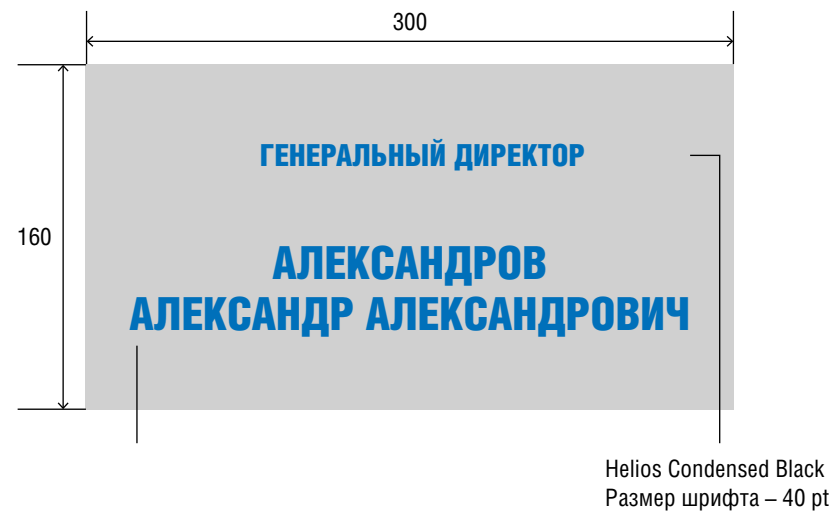 300
160
ГЕНЕРАЛЬНЫЙ ДИРЕКТОР
АЛЕКСАНДРОВ
АЛЕКСАНДР АЛЕКСАНДРОВИЧ
Helios Condensed Black
Размер шрифта – 40 pt